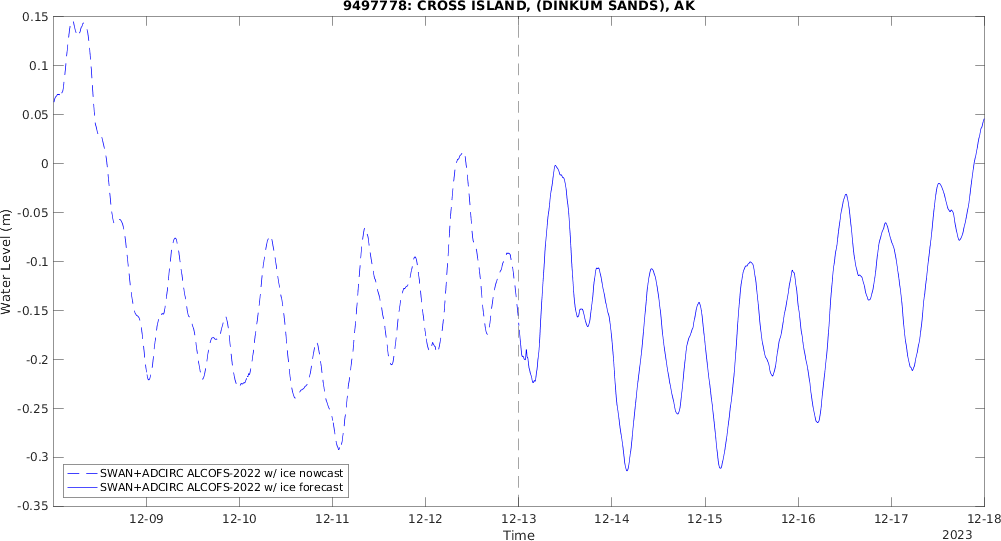 9497778: CROSS ISLAND, (DINKUM SANDS), AK
0.15
0.1
0.05
0
-0.05
-0.1
-0.15
-0.2
-0.25
-0.3
-0.35
Water Level (m)
SWAN+ADCIRC ALCOFS-2022 w/ ice nowcast
SWAN+ADCIRC ALCOFS-2022 w/ ice forecast
12-09 12-10 12-11 12-12 12-13 12-14 12-15 12-16 12-17 12-18
Time
2023